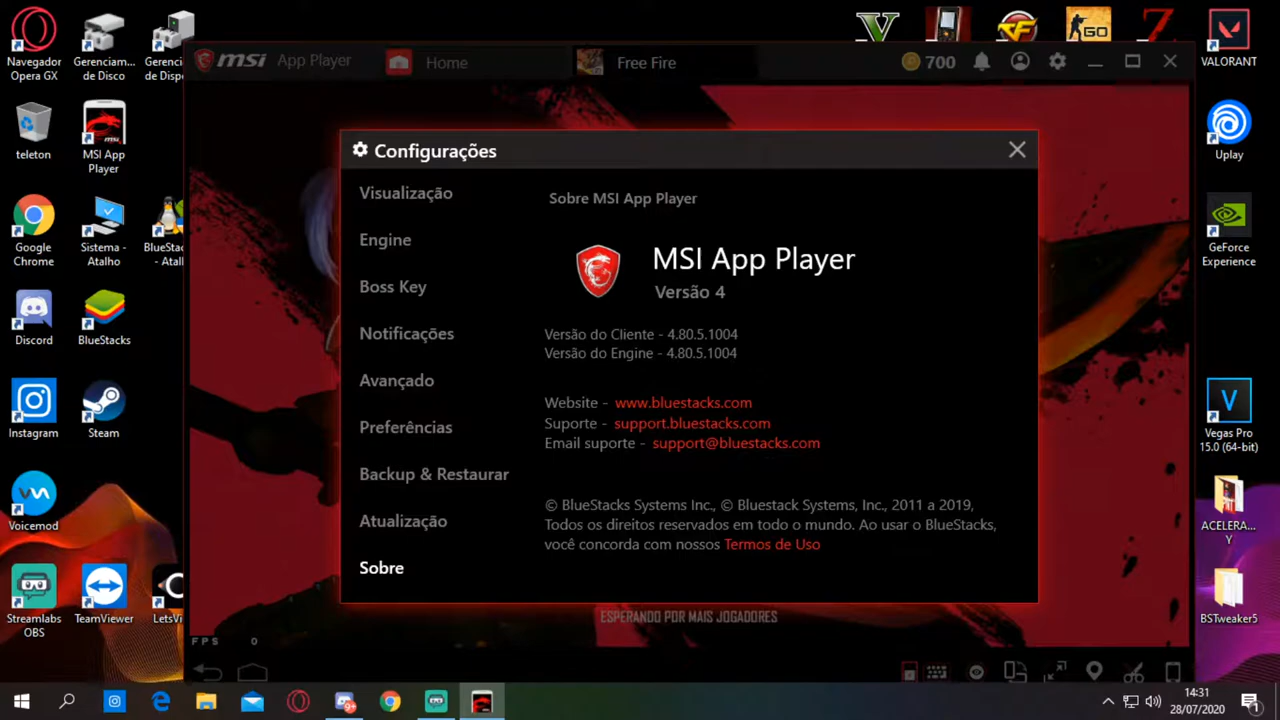 msi App Player
Home
Free Fire
700
Configurações
Visualização
Engine
Boss Key
Notificações
Avançado
Preferências
Backup & Restaurar
Atualização
Sobre
Sobre MSI App Player
MSI App Player
Versão 4
Versão do Cliente - 4.80.5.1004
Versão do Engine - 4.80.5.1004
Website - www.bluestacks.com
Suporte - support.bluestacks.com
Email suporte - support@bluestacks.com
© BlueStacks Systems Inc., © Bluestack Systems, Inc., 2011 a 2019,
Todos os direitos reservados em todo o mundo. Ao usar o BlueStacks,
você concorda com nossos Termos de Uso
ESPERANDO POR MAIS JOGADORES
FPS 0
Navegador
Opera GX
Gerenciam...
de Disco
Gerenc
de Disp
teleton
MSI App
Player
Google
Chrome
Sistema -
Atalho
BlueSta
- Atall
Discord
BlueStacks
Instagram
Steam
Voicemod
Streamlabs
OBS
TeamViewer
LetsVi
GO
VALORANT
Uplay
GeForce
Experience
V
Vegas Pro
15.0 (64-bit)
ACELERA...
Y
BSTweaker5
14:31
28/07/2020
1